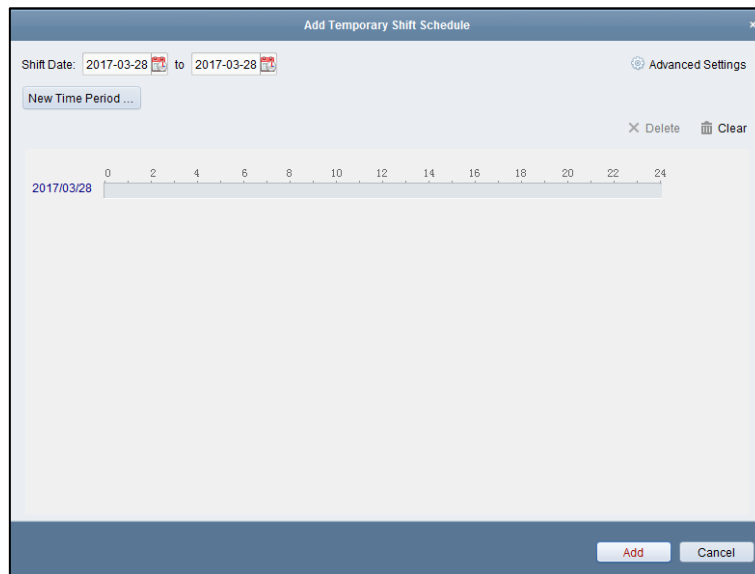 Add Temporary Shift Schedule
Shift Date: 2017-03-28 to 2017-03-28 Advanced Settings
New Time Period ...
Delete Clear
0 2 4 6 8 10 12 14 16 18 20 22 24
2017/03/28
Add Cancel